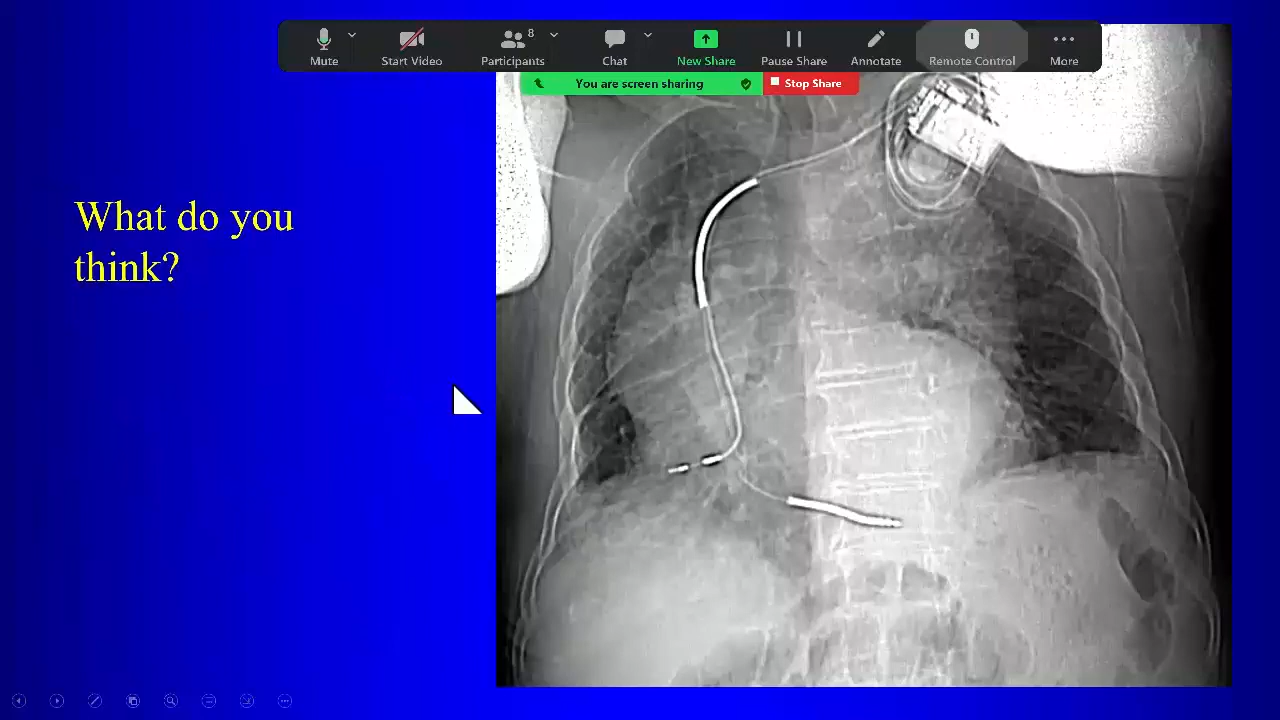 8
Mute
Start Video
Participants
Chat
New Share
Pause Share
Annotate
Remote Control
More
You are screen sharing
Stop Share
What do you
think?